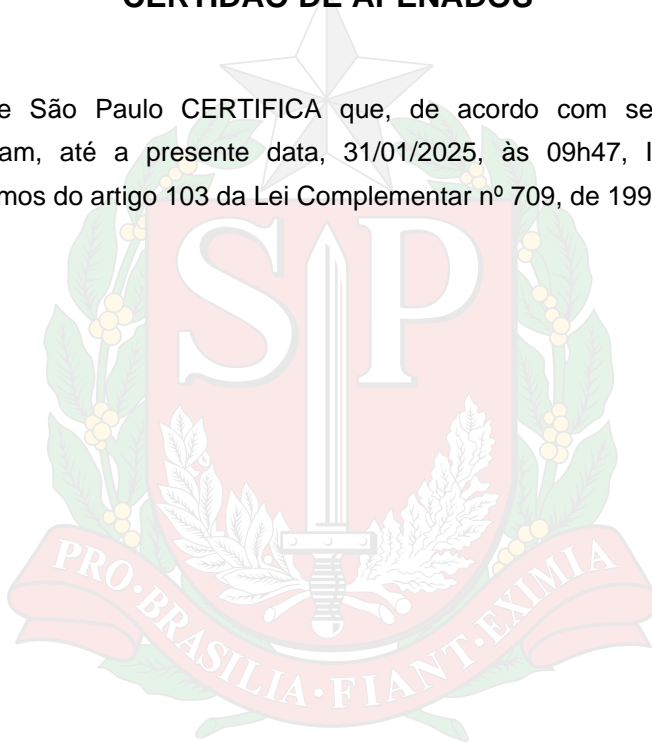 CERTIDÃO DE APENADOS
e São Paulo CERTIFICA que, de acordo com se
am, até a presente data, 31/01/2025, às 09h47, I
mos do artigo 103 da Lei Complementar nº 709, de 199
SP
PRO·BRASILIA·FIANT·EXIMIA